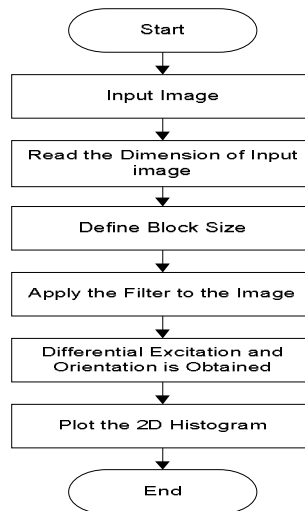 Start
Input Image
Read the Dimension of Input
image
Define Block Size
Apply the Filter to the Image
Differential Excitation and
Orientation is Obtained
Plot the 2D Histogram
End